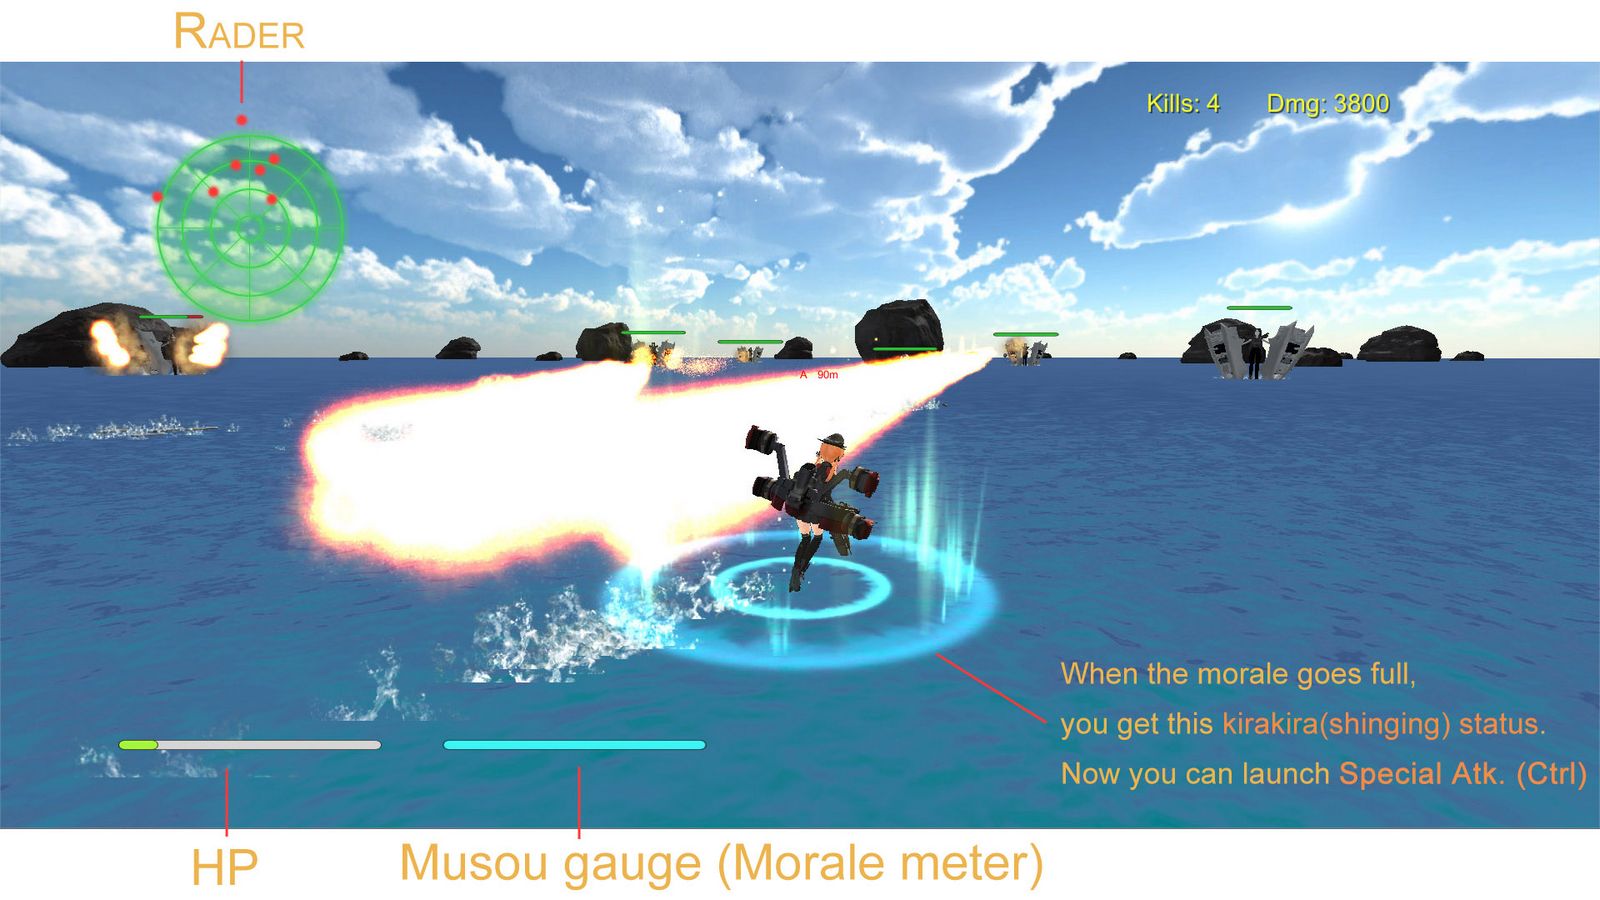 RADER
Kills: 4 Dmg: 3800
A 90m
When the morale goes full,
you get this kirakira(shinging) status.
Now you can launch Special Atk. (Ctrl)
HP
Musou gauge (Morale meter)